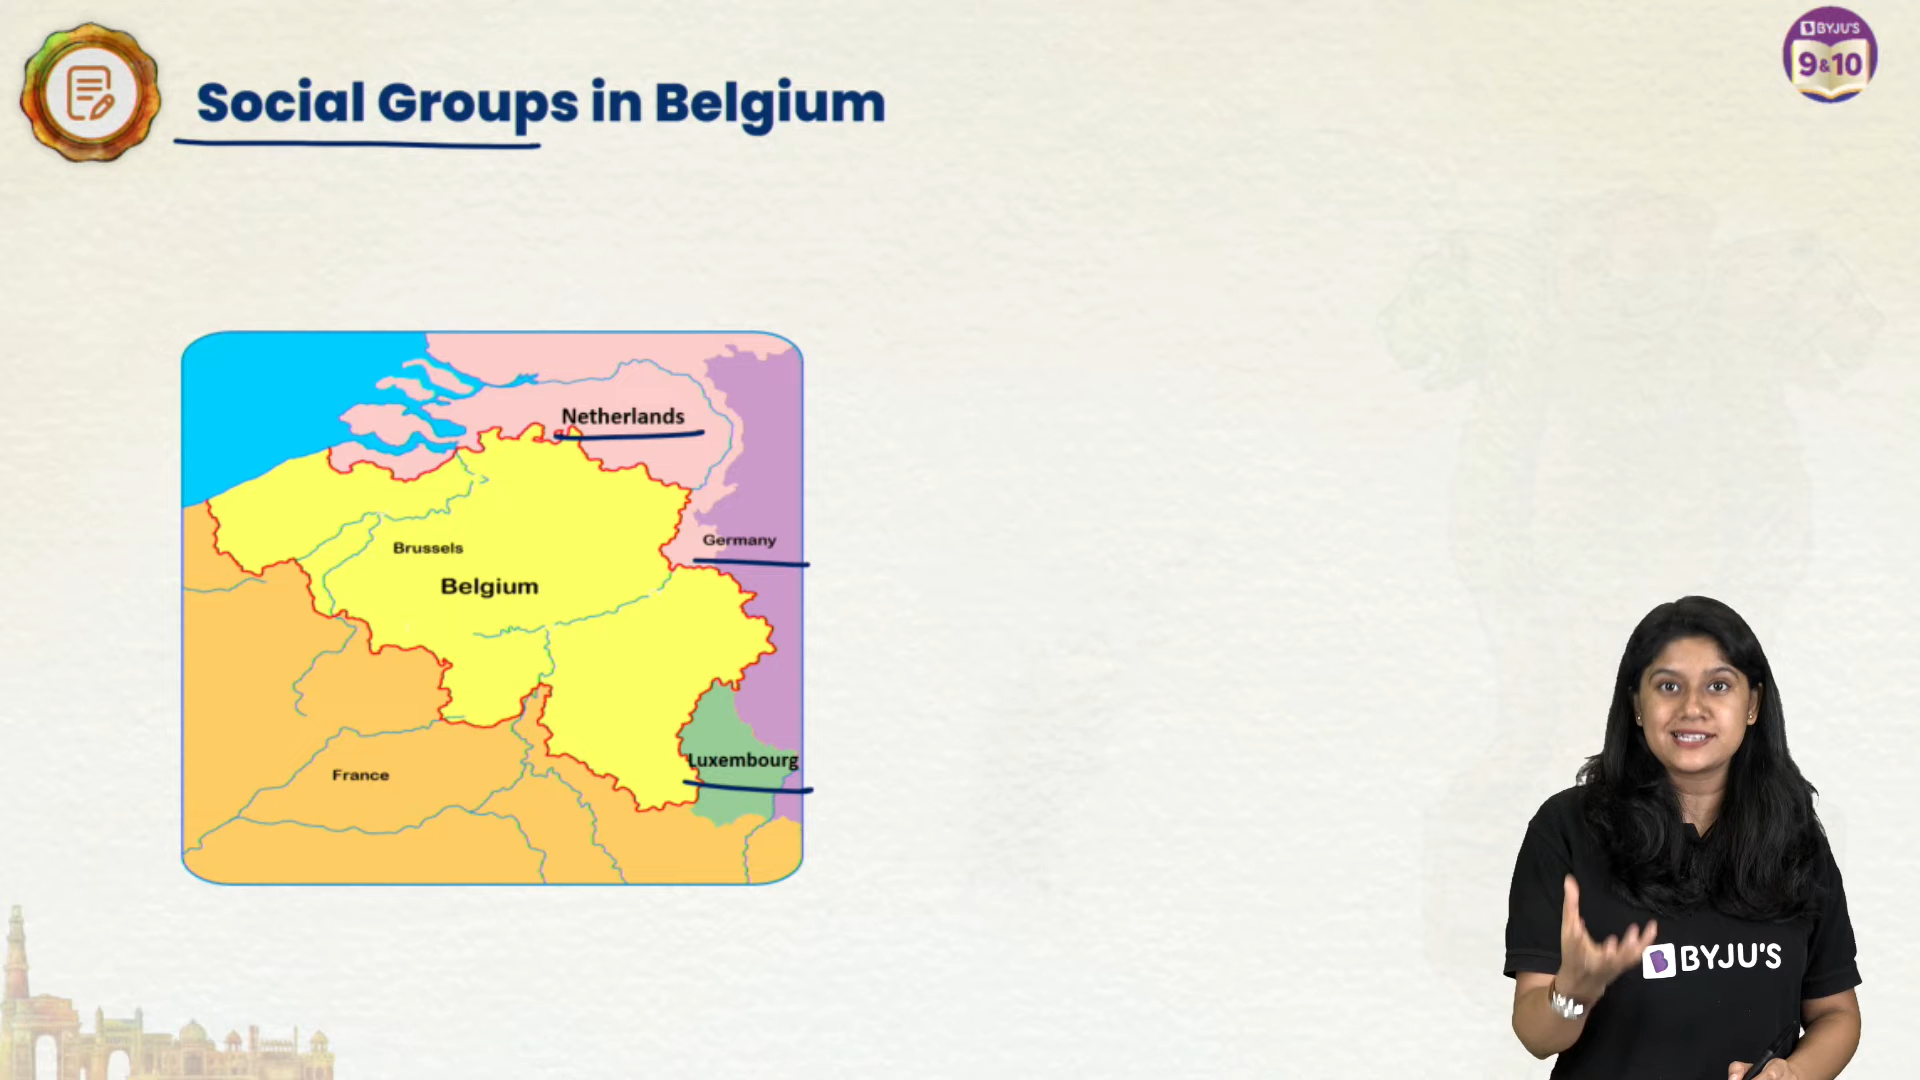 BYJU'S
9&10
Social Groups in Belgium
Netherlands
Germany
Brussels
Belgium
Luxembourg
France
BYJU'S